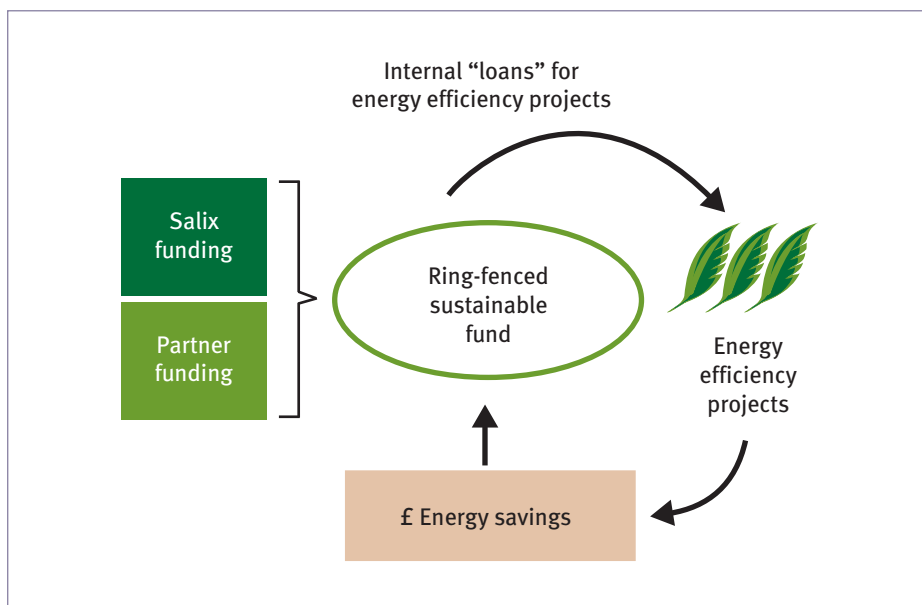 Internal “loans” for
energy efficiency projects
Salix
funding
Partner
funding
Ring-fenced
sustainable
fund
Energy
efficiency
projects
£ Energy savings